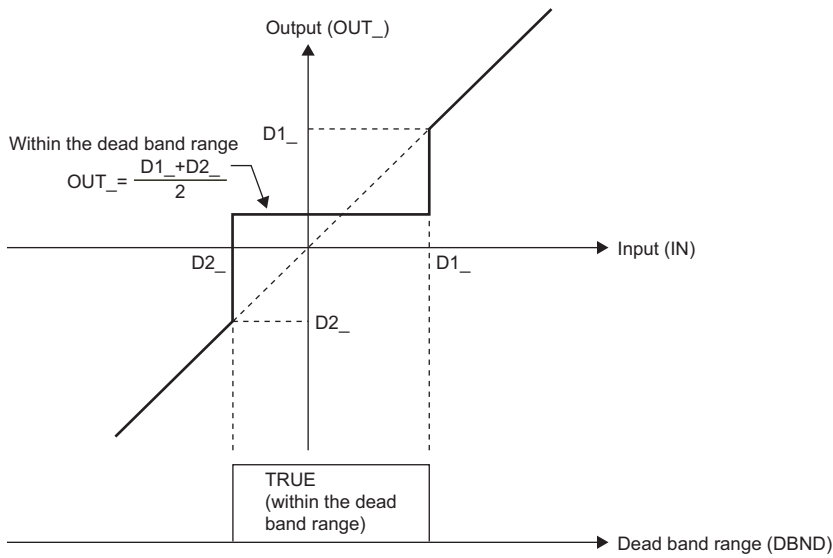 Output (OUT_)
D1_
Within the dead band range
OUT_= D1_+D2_
2
Input (IN)
D2_
D1_
D2_
TRUE
(within the dead
band range)
Dead band range (DBND)